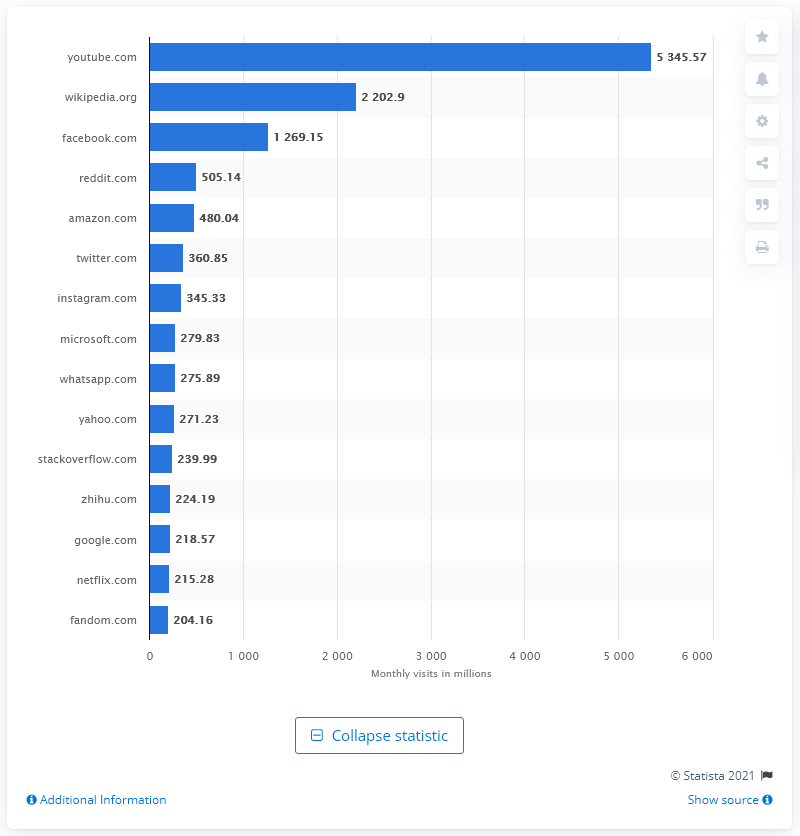 youtube.com 5 345.57
wikipedia.org 2 202.9
facebook.com 1 269.15
reddit.com 505.14
amazon.com 480.04
twitter.com 360.85
instagram.com 345.33
microsoft.com 279.83
whatsapp.com 275.89
yahoo.com 271.23
stackoverflow.com 239.99
zhihu.com 224.19
google.com 218.57
netflix.com 215.28
fandom.com 204.16
0 1 000 2 000 3 000 4 000 5 000 6 000
Monthly visits in millions
Collapse statistic
© Statista 2021
Additional Information Show source